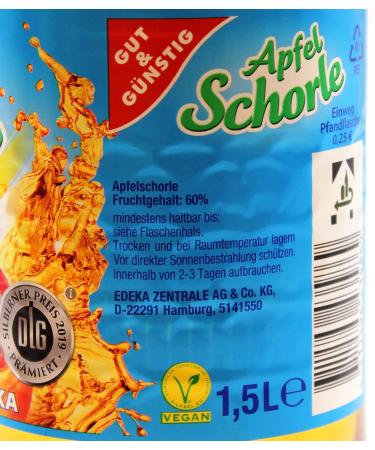 GUT
&
GÜNSTIG
Apfel
Schorle
PET
Einweg
Pfandflasche
0,25 €
Apfelschorle
Fruchtgehalt: 60%
mindestens haltbar bis:
siehe Flaschenhals.
Trocken und bei Raumtemperatur lagern
Vor direkter Sonnenbestrahlung schützen.
Innerhalb von 2-3 Tagen aufbrauchen.
EDEKA ZENTRALE AG & Co. KG,
D-22291 Hamburg, 5141550
SILBERNER PREIS 2019
DLG
PRÄMIERT
KA
V
VEGAN
1,5L e